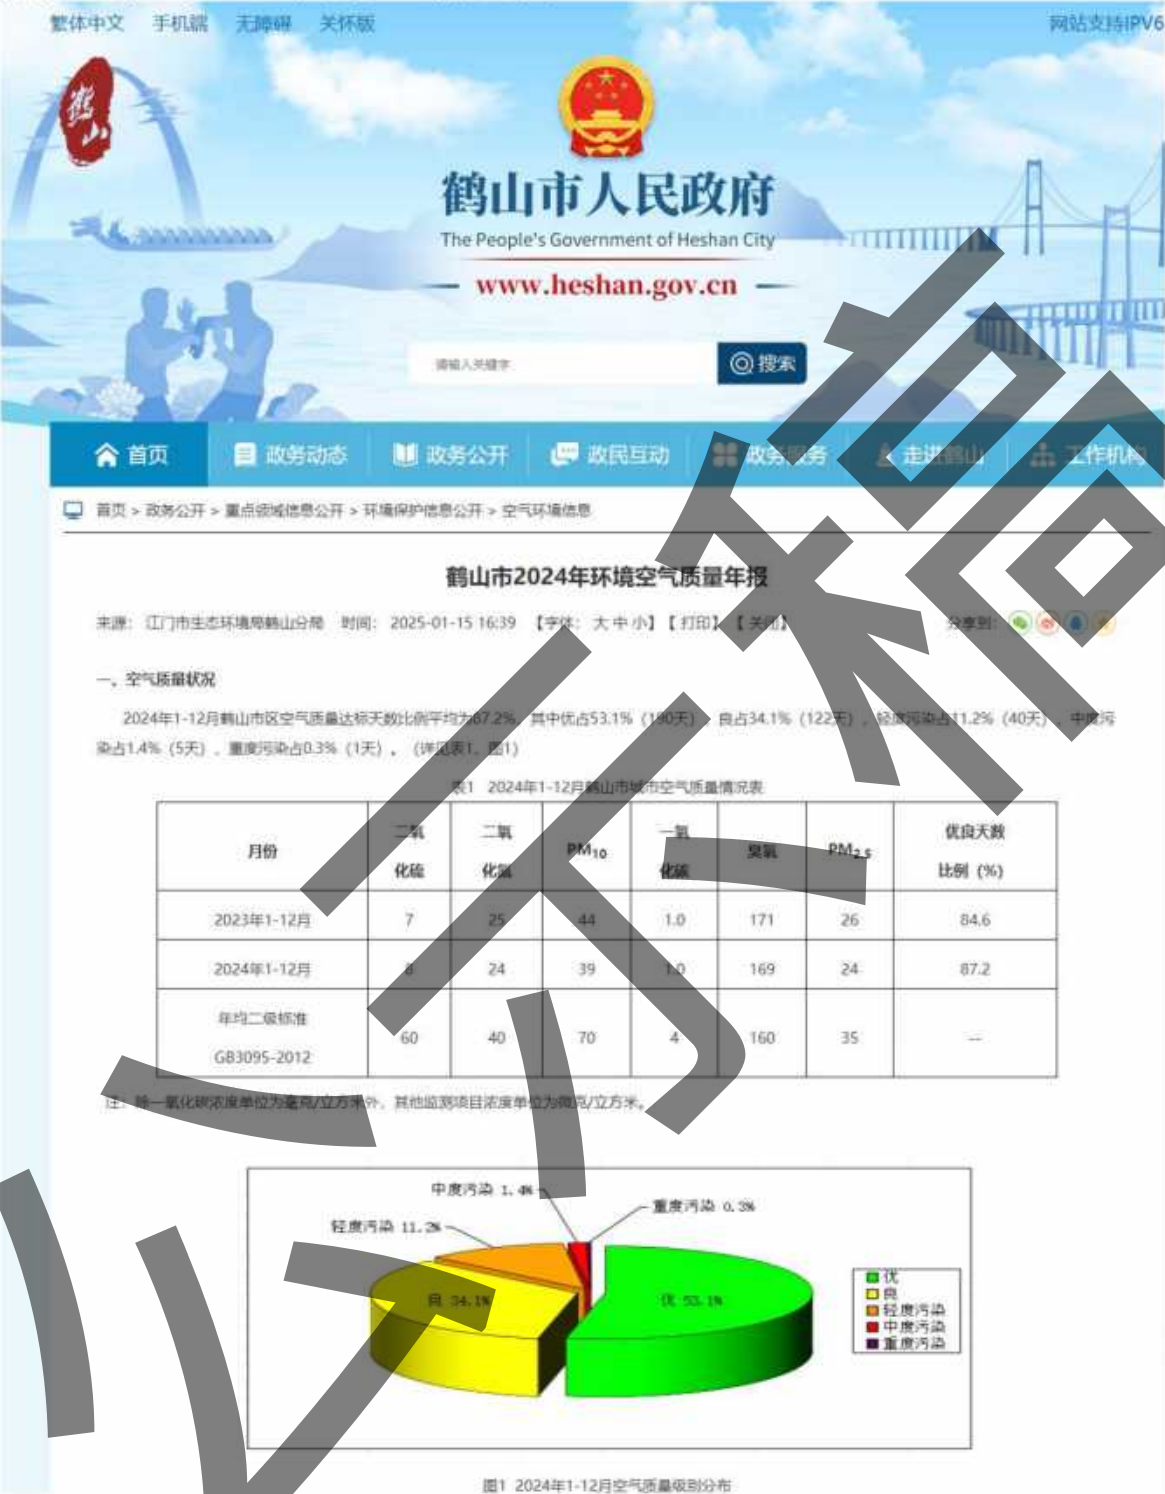 繁体中文 手机端 无障碍 关怀版 网站支持IPV6
鹤山
鹤山市人民政府
The People's Government of Heshan City
www.heshan.gov.cn
请输入关键字 搜索
首页 政务动态 政务公开 政民互动 政务服务 走进鹤山 工作机构
首页 > 政务公开 > 重点领域信息公开 > 环境保护信息公开 > 空气环境信息
鹤山市2024年环境空气质量年报
来源: 江门市生态环境局鹤山分局 时间: 2025-01-15 16:39 【字体: 大 中 小】【打印】【关闭】 分享到:
一、空气质量状况
2024年1-12月鹤山市区空气质量达标天数比例平均为87.2%, 其中优占53.1% (190天) , 良占34.1% (122天) , 轻度污染占11.2% (40天) , 中度污
染占1.4% (5天) , 重度污染占0.3% (1天) 。 (详见表1、图1)
表1 2024年1-12月鹤山市城市空气质量情况表
月份 二氧化硫 二氧化氮 PM10 一氧化碳 臭氧 PM2.5 优良天数比例 (%)
2023年1-12月 7 25 44 1.0 171 26 84.6
2024年1-12月 8 24 39 1.0 169 24 87.2
年均二级标准 GB3095-2012 60 40 70 4 160 35 --
注: 除一氧化碳浓度单位为毫克/立方米外, 其他监测项目浓度单位为微克/立方米。
中度污染 1.4%
重度污染 0.3%
轻度污染 11.2%
良 34.1%
优 53.1%
优
良
轻度污染
中度污染
重度污染
图1 2024年1-12月空气质量级别分布
公示稿